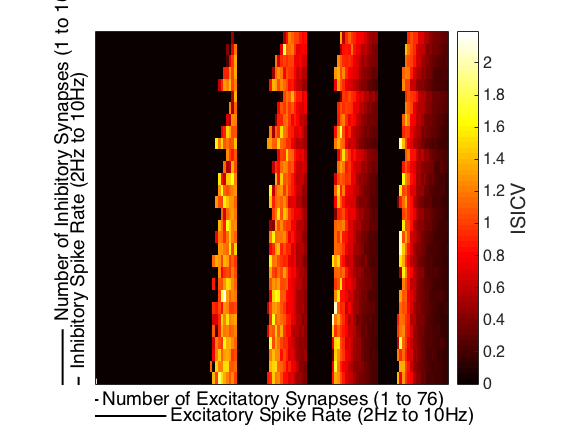 Number of Inhibitory Synapses (1 to 10
Inhibitory Spike Rate (2Hz to 10Hz)
2
1.8
1.6
1.4
1.2
1
0.8
0.6
0.4
0.2
0
ISICV
Number of Excitatory Synapses (1 to 76)
Excitatory Spike Rate (2Hz to 10Hz)